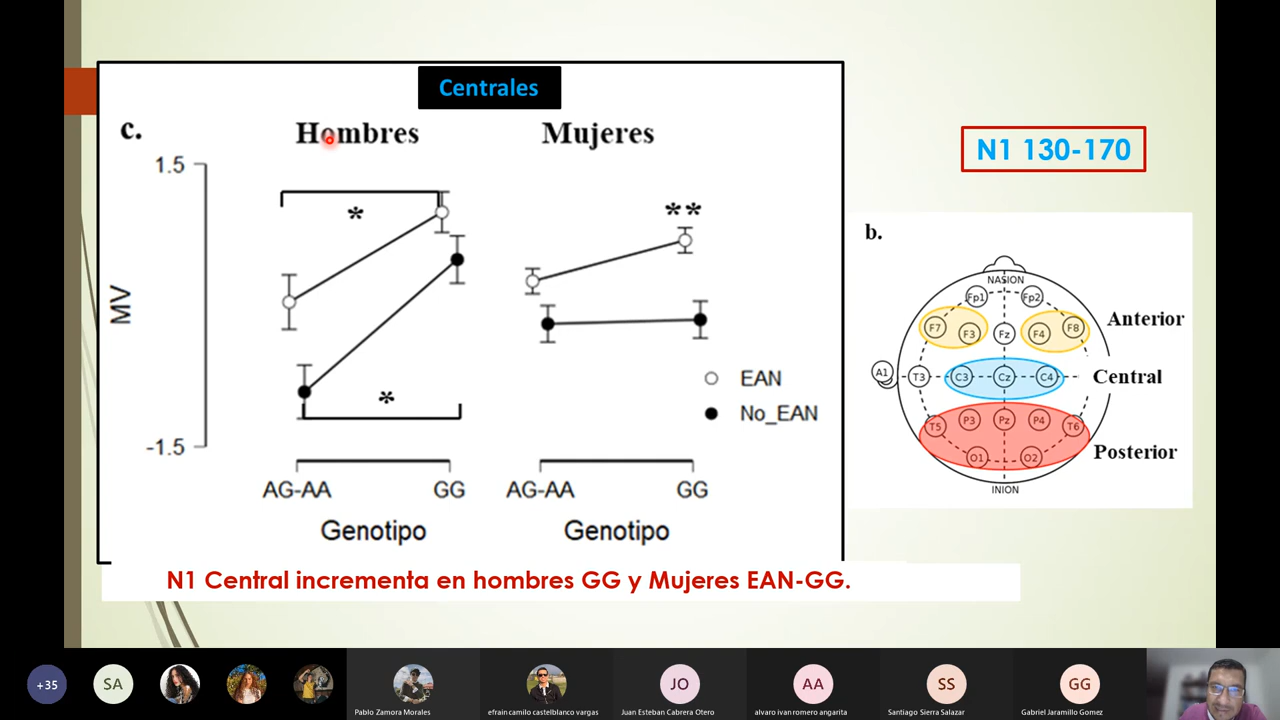 Centrales
c.
Hombres
Mujeres
N1 130-170
1.5
*
**
MV
*
EAN
No_EAN
-1.5
AG-AA
GG
AG-AA
GG
Genotipo
Genotipo
b.
NASION
Fp1
Fp2
F7
F3
Fz
F4
F8
Anterior
A1
T3
C3
Cz
C4
Central
T5
P3
Pz
P4
T6
Posterior
O1
O2
INION
N1 Central incrementa en hombres GG y Mujeres EAN-GG.
+35
SA
JO
AA
SS
GG
Pablo Zamora Morales
efrain camilo castelblanco vargas
Juan Esteban Cabrera Otero
alvaro ivan romero angarita
Santiago Sierra Salazar
Gabriel Jaramillo Gomez